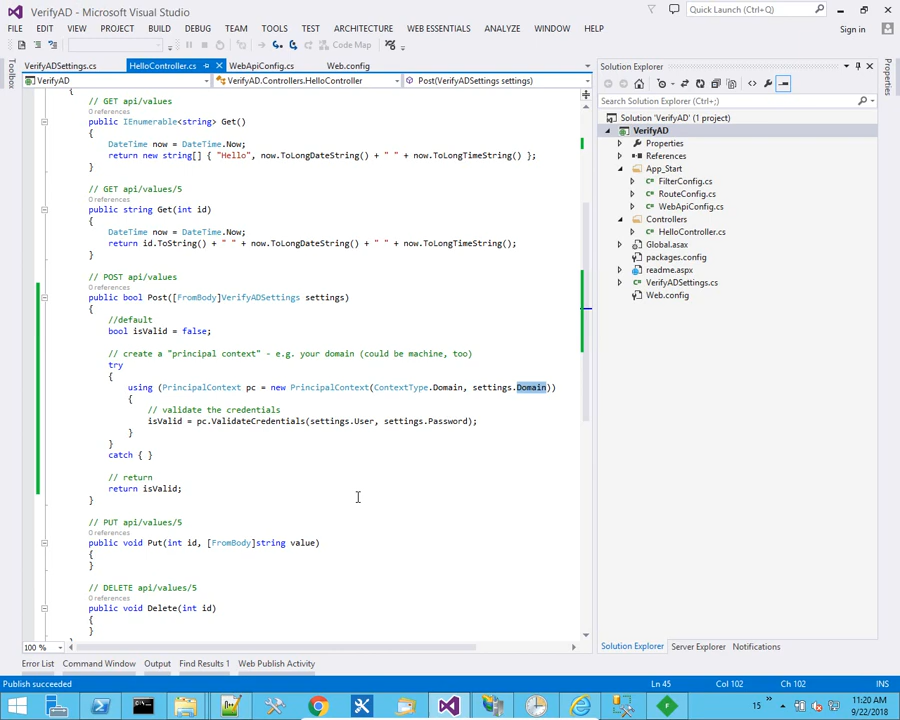 VerifyAD - Microsoft Visual Studio
Quick Launch (Ctrl+Q)
FILE EDIT VIEW PROJECT BUILD DEBUG TEAM TOOLS TEST ARCHITECTURE WEB ESSENTIALS ANALYZE WINDOW HELP
Sign in
Code Map
Toolbox
VerifyADSettings.cs HelloController.cs WebApiConfig.cs Web.config
VerifyAD VerifyAD.Controllers.HelloController Post(VerifyADSettings settings)
{
// GET api/values
0 references
public IEnumerable<string> Get()
{
DateTime now = DateTime.Now;
return new string[] { "Hello", now.ToLongDateString() + " " + now.ToLongTimeString() };
}
// GET api/values/5
0 references
public string Get(int id)
{
DateTime now = DateTime.Now;
return id.ToString() + " " + now.ToLongDateString() + " " + now.ToLongTimeString();
}
// POST api/values
0 references
public bool Post([FromBody]VerifyADSettings settings)
{
//default
bool isValid = false;
// create a "principal context" - e.g. your domain (could be machine, too)
try
{
using (PrincipalContext pc = new PrincipalContext(ContextType.Domain, settings.Domain))
{
// validate the credentials
isValid = pc.ValidateCredentials(settings.User, settings.Password);
}
}
catch { }
// return
return isValid;
}
// PUT api/values/5
0 references
public void Put(int id, [FromBody]string value)
{
}
// DELETE api/values/5
0 references
public void Delete(int id)
{
}
100 %
Solution Explorer
Search Solution Explorer (Ctrl+;)
Solution 'VerifyAD' (1 project)
VerifyAD
Properties
References
App_Start
FilterConfig.cs
RouteConfig.cs
WebApiConfig.cs
Controllers
HelloController.cs
Global.asax
packages.config
readme.aspx
VerifyADSettings.cs
Web.config
Properties
Solution Explorer Server Explorer Notifications
Error List Command Window Output Find Results 1 Web Publish Activity
Publish succeeded Ln 45 Col 102 Ch 102 INS
15
11:20 AM
9/22/2018